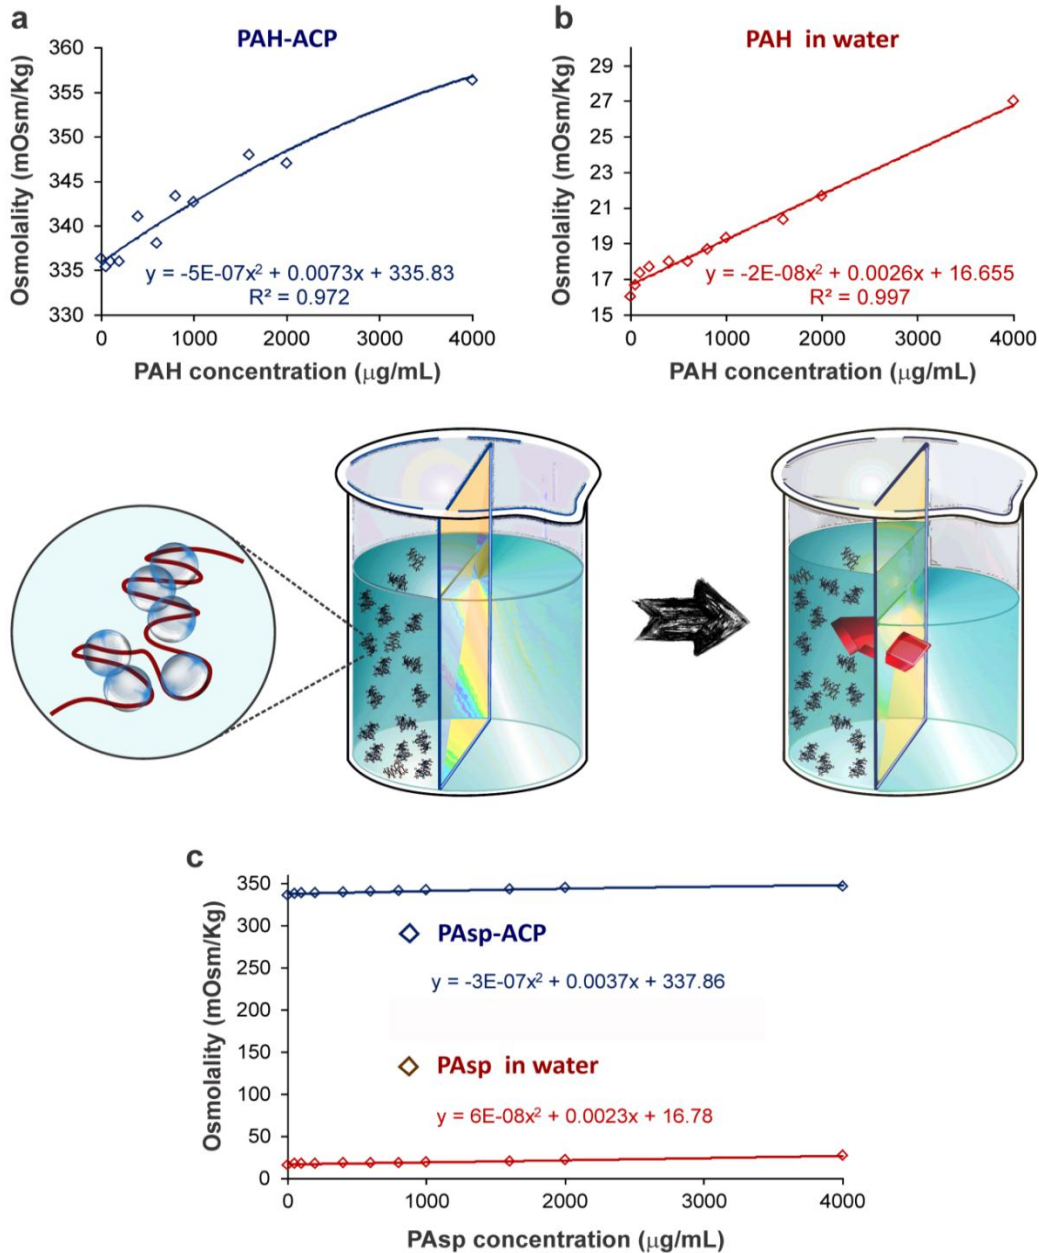 a
PAH-ACP
Osmolality (mOsm/Kg)
360
355
350
345
340
335
330
y = -5E-07x² + 0.0073x + 335.83
R² = 0.972
0 1000 2000 3000 4000
PAH concentration (μg/mL)
b
PAH in water
Osmolality (mOsm/Kg)
29
27
25
23
21
19
17
15
y = -2E-08x² + 0.0026x + 16.655
R² = 0.997
0 1000 2000 3000 4000
PAH concentration (μg/mL)
c
Osmolality (mOsm/Kg)
350
300
250
200
150
100
50
0
PAsp-ACP
y = -3E-07x² + 0.0037x + 337.86
PAsp in water
y = 6E-08x² + 0.0023x + 16.78
0 1000 2000 3000 4000
PAsp concentration (μg/mL)